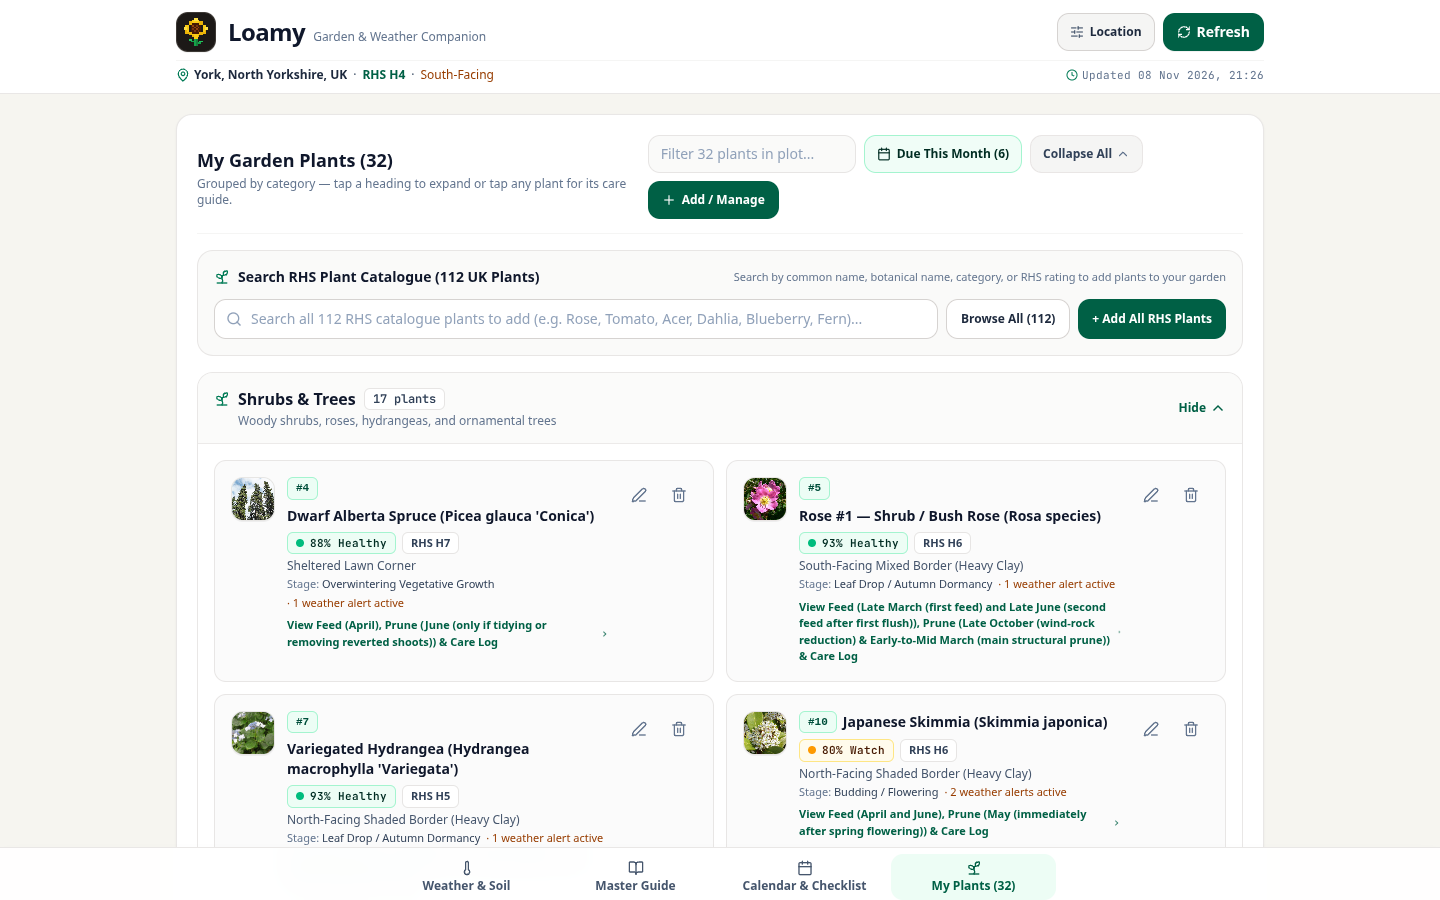 Loamy Garden & Weather Companion
Location
Refresh
York, North Yorkshire, UK · RHS H4 · South-Facing
Updated 08 Nov 2026, 21:26
My Garden Plants (32)
Grouped by category — tap a heading to expand or tap any plant for its care
guide.
Filter 32 plants in plot...
Due This Month (6)
Collapse All
+ Add / Manage
Search RHS Plant Catalogue (112 UK Plants)
Search by common name, botanical name, category, or RHS rating to add plants to your garden
Search all 112 RHS catalogue plants to add (e.g. Rose, Tomato, Acer, Dahlia, Blueberry, Fern)...
Browse All (112)
+ Add All RHS Plants
Shrubs & Trees 17 plants
Woody shrubs, roses, hydrangeas, and ornamental trees
Hide
#4
Dwarf Alberta Spruce (Picea glauca 'Conica')
88% Healthy RHS H7
Sheltered Lawn Corner
Stage: Overwintering Vegetative Growth
· 1 weather alert active
View Feed (April), Prune (June (only if tidying or
removing reverted shoots)) & Care Log
#5
Rose #1 — Shrub / Bush Rose (Rosa species)
93% Healthy RHS H6
South-Facing Mixed Border (Heavy Clay)
Stage: Leaf Drop / Autumn Dormancy · 1 weather alert active
View Feed (Late March (first feed) and Late June (second
feed after first flush)), Prune (Late October (wind-rock
reduction) & Early-to-Mid March (main structural prune))
& Care Log
#7
Variegated Hydrangea (Hydrangea
macrophylla 'Variegata')
93% Healthy RHS H5
North-Facing Shaded Border (Heavy Clay)
Stage: Leaf Drop / Autumn Dormancy · 1 weather alert active
#10 Japanese Skimmia (Skimmia japonica)
80% Watch RHS H6
North-Facing Shaded Border (Heavy Clay)
Stage: Budding / Flowering · 2 weather alerts active
View Feed (April and June), Prune (May (immediately
after spring flowering)) & Care Log
Weather & Soil
Master Guide
Calendar & Checklist
My Plants (32)